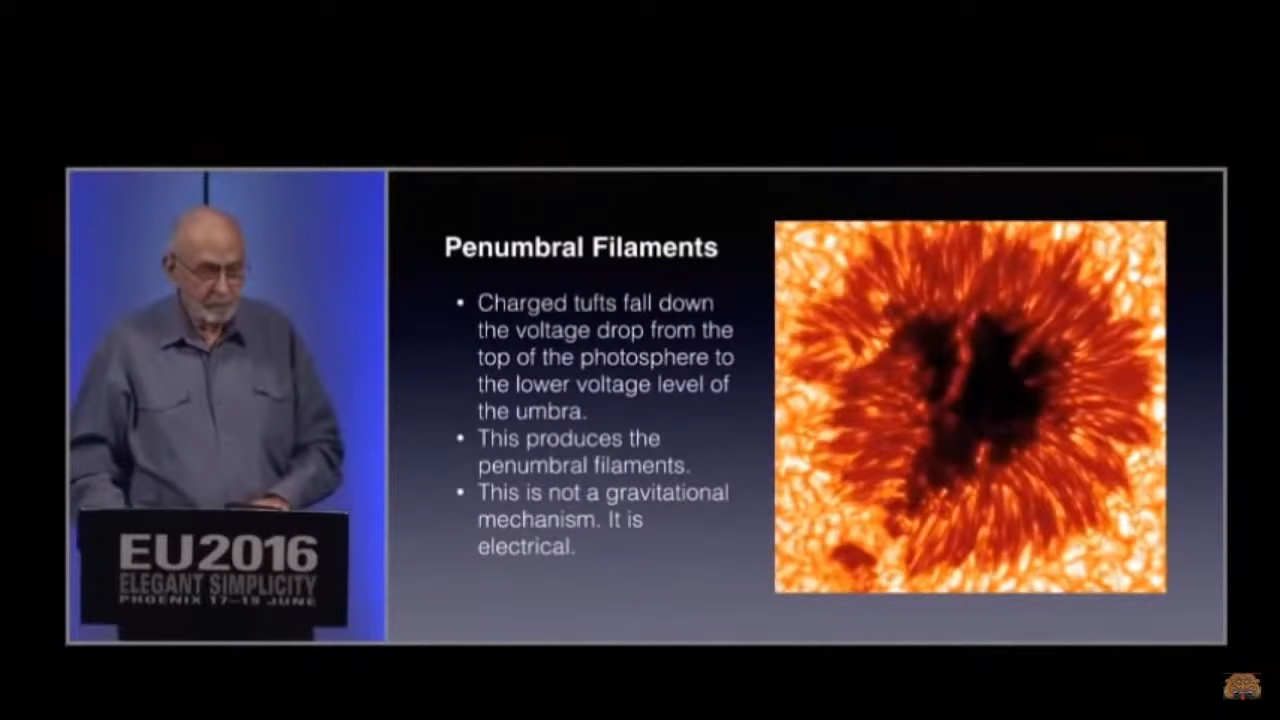 Penumbral Filaments
• Charged tufts fall down
the voltage drop from the
top of the photosphere to
the lower voltage level of
the umbra.
• This produces the
penumbral filaments.
• This is not a gravitational
mechanism. It is
electrical.
EU2016
ELEGANT SIMPLICITY
PHOENIX 17–19 JUNE